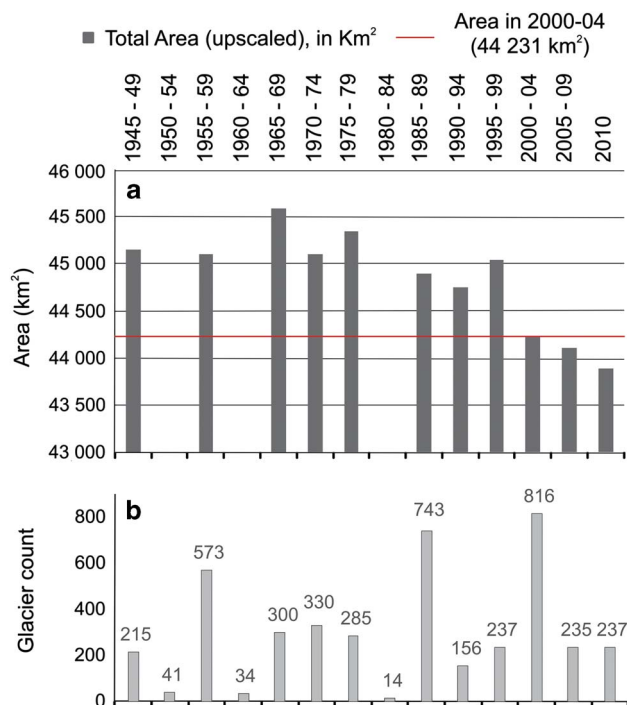 Total Area (upscaled), in Km²
Area in 2000-04
(44 231 km²)
1945 - 49
1950 - 54
1955 - 59
1960 - 64
1965 - 69
1970 - 74
1975 - 79
1980 - 84
1985 - 89
1990 - 94
1995 - 99
2000 - 04
2005 - 09
2010
a
Area (km²)
46 000
45 500
45 000
44 500
44 000
43 500
43 000
b
Glacier count
800
600
400
200
0
215
41
573
34
300
330
285
14
743
156
237
816
235
237